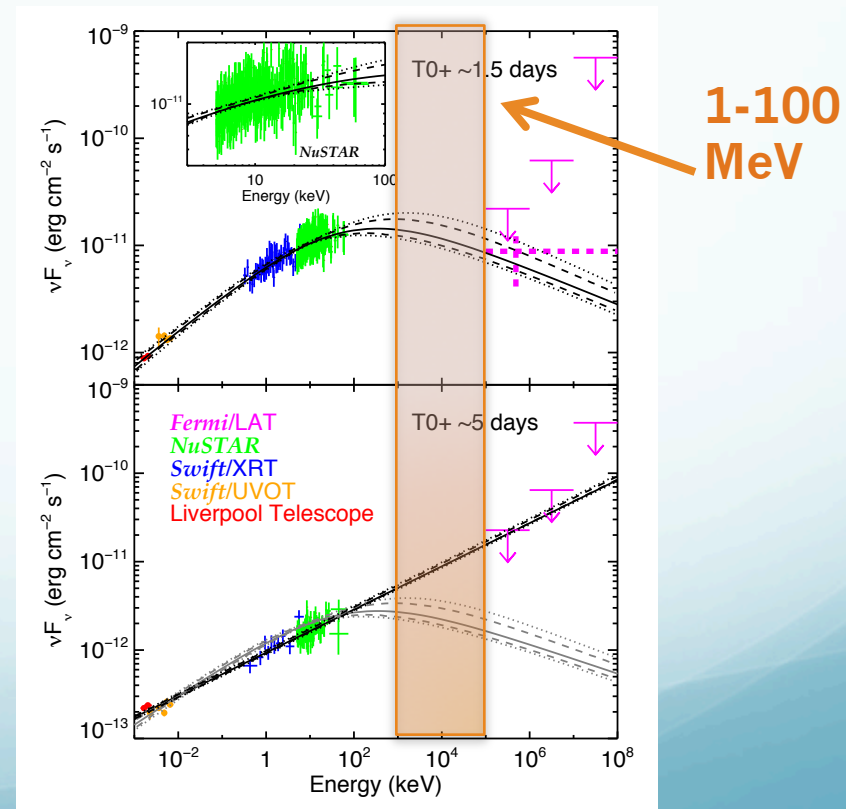 10⁻⁹
10⁻¹⁰
10⁻¹¹
10⁻¹²
νFν (erg cm⁻² s⁻¹)
10⁻¹¹
NuSTAR
10 100
Energy (keV)
T0+ ~1.5 days
1-100
MeV
10⁻⁹
10⁻¹⁰
10⁻¹¹
10⁻¹²
10⁻¹³
νFν (erg cm⁻² s⁻¹)
T0+ ~5 days
Fermi/LAT
NuSTAR
Swift/XRT
Swift/UVOT
Liverpool Telescope
10⁻² 1 10² 10⁴ 10⁶ 10⁸
Energy (keV)